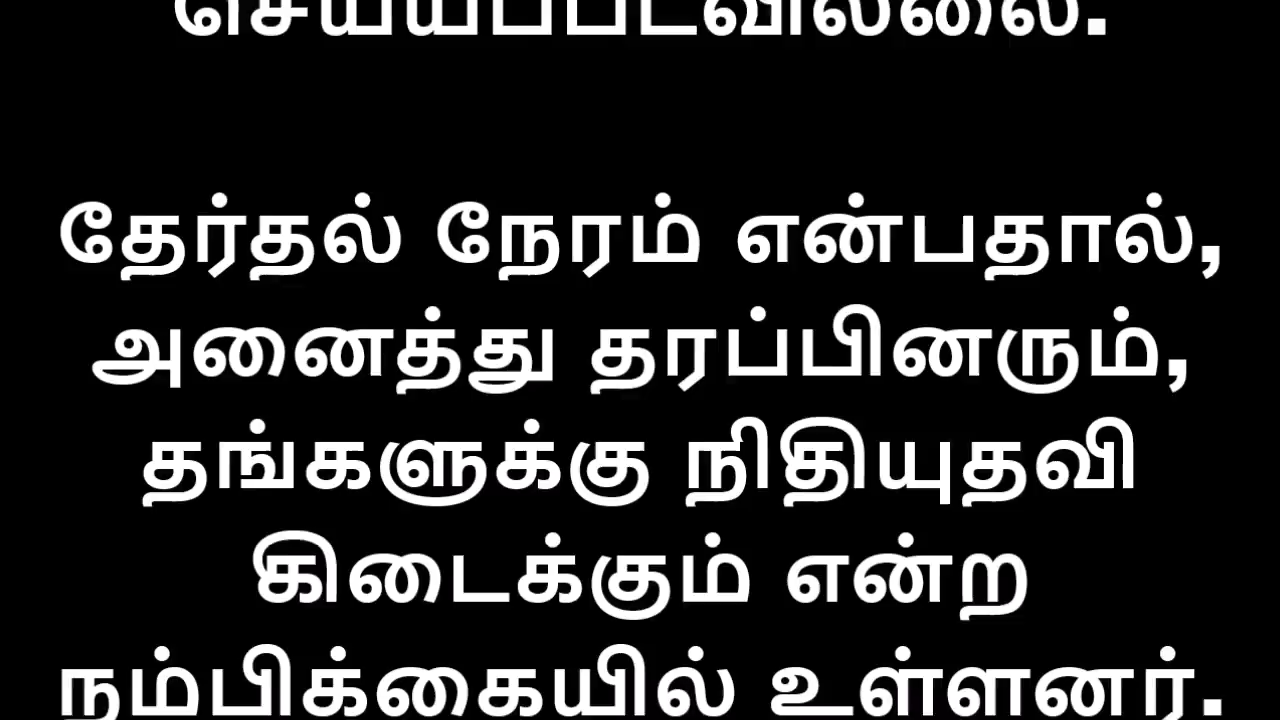 செய்யப்படவில்லை.
தேர்தல் நேரம் என்பதால்,
அனைத்து தரப்பினரும்,
தங்களுக்கு நிதியுதவி
கிடைக்கும் என்ற
நம்பிக்கையில் உள்ளனர்.